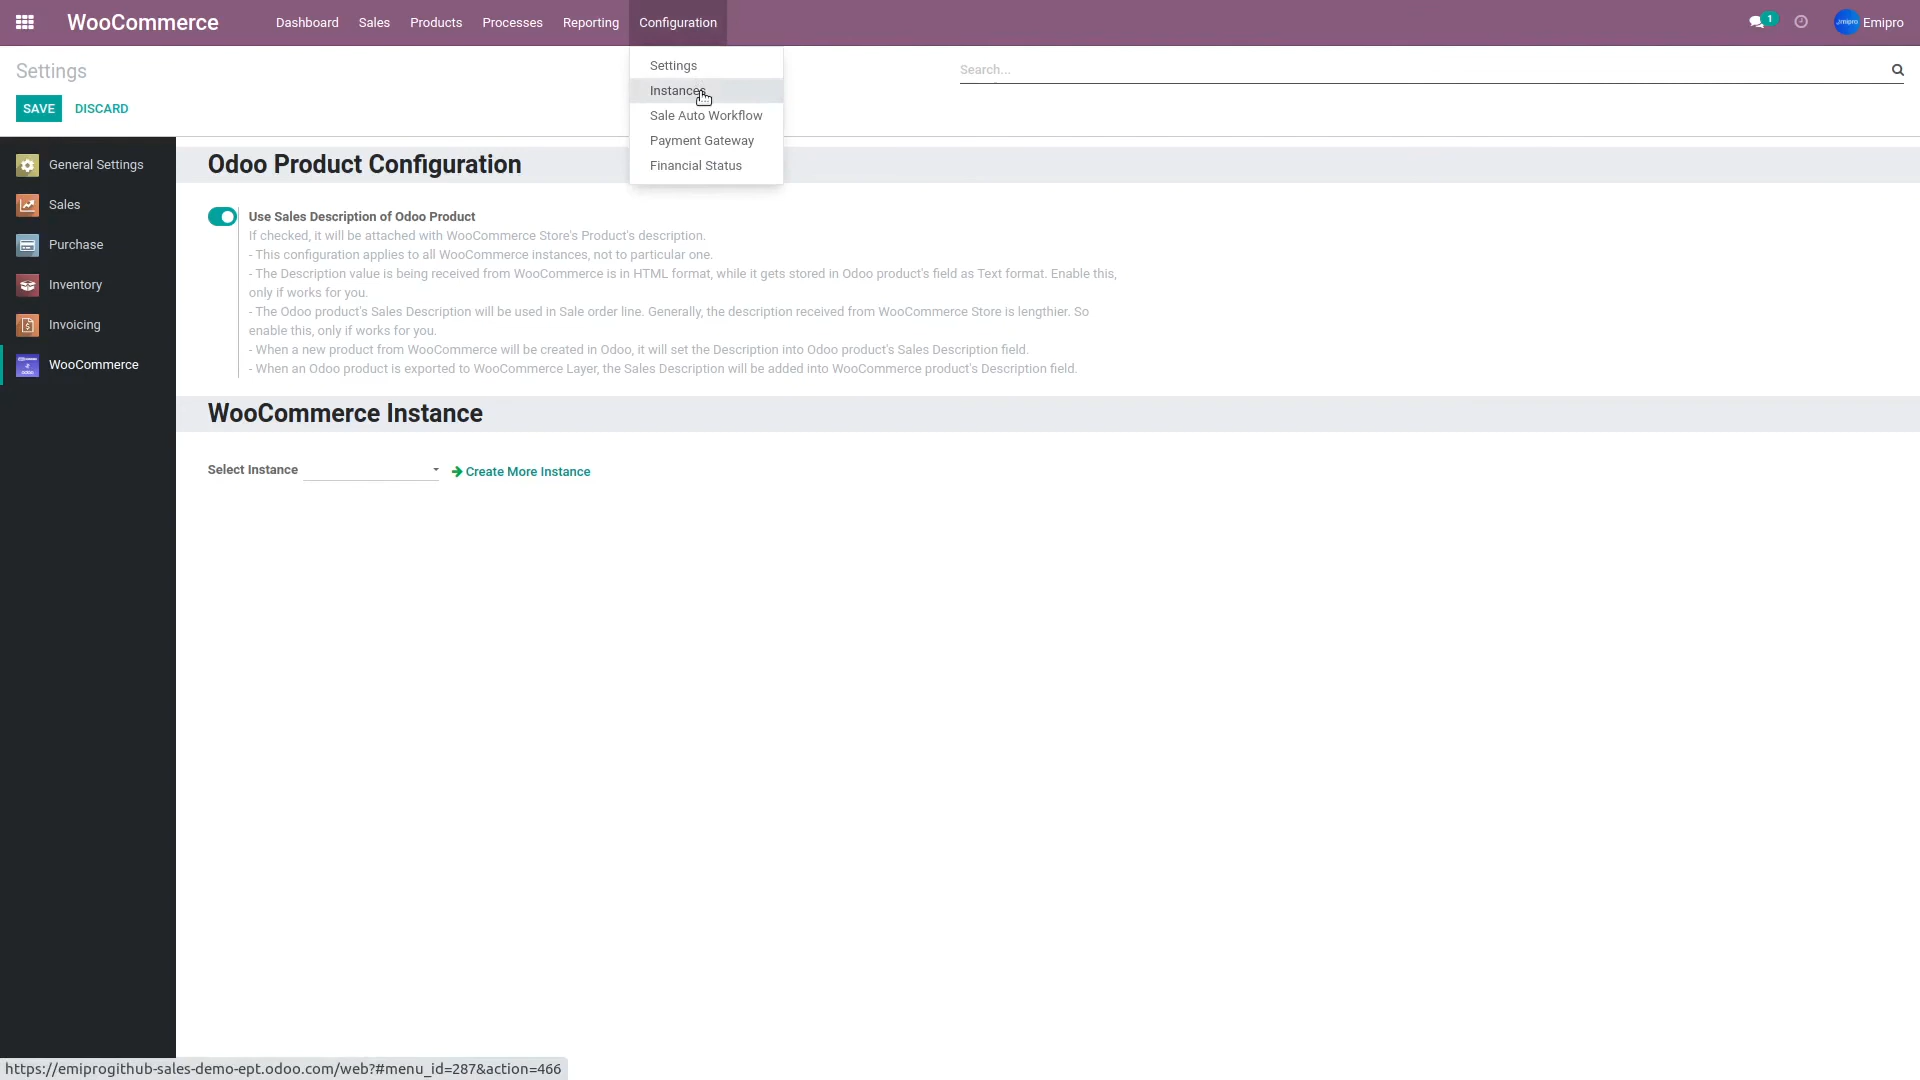 WooCommerce
Dashboard
Sales
Products
Processes
Reporting
Configuration
1
Emipro
Settings
Search...
SAVE
DISCARD
Settings
Instances
Sale Auto Workflow
Payment Gateway
Financial Status
General Settings
Sales
Purchase
Inventory
Invoicing
WooCommerce
Odoo Product Configuration
Use Sales Description of Odoo Product
If checked, it will be attached with WooCommerce Store's Product's description.
- This configuration applies to all WooCommerce instances, not to particular one.
- The Description value is being received from WooCommerce is in HTML format, while it gets stored in Odoo product's field as Text format. Enable this,
only if works for you.
- The Odoo product's Sales Description will be used in Sale order line. Generally, the description received from WooCommerce Store is lengthier. So
enable this, only if works for you.
- When a new product from WooCommerce will be created in Odoo, it will set the Description into Odoo product's Sales Description field.
- When an Odoo product is exported to WooCommerce Layer, the Sales Description will be added into WooCommerce product's Description field.
WooCommerce Instance
Select Instance
Create More Instance
https://emiprogithub-sales-demo-ept.odoo.com/web?#menu_id=287&action=466